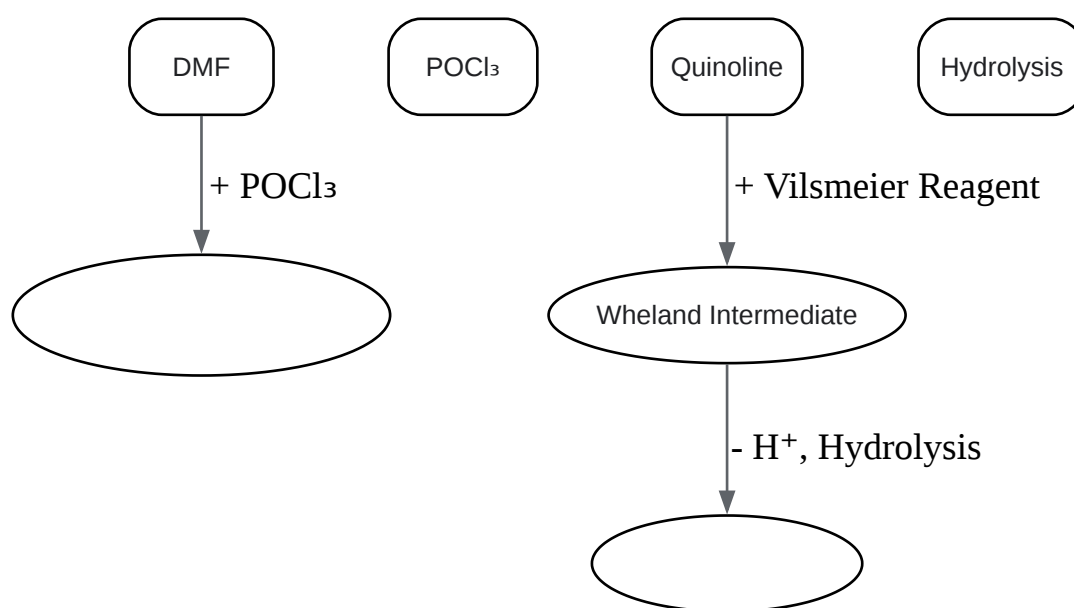 DMF
POCl₃
Quinoline
Hydrolysis
+ POCl₃
+ Vilsmeier Reagent
Wheland Intermediate
- H⁺, Hydrolysis